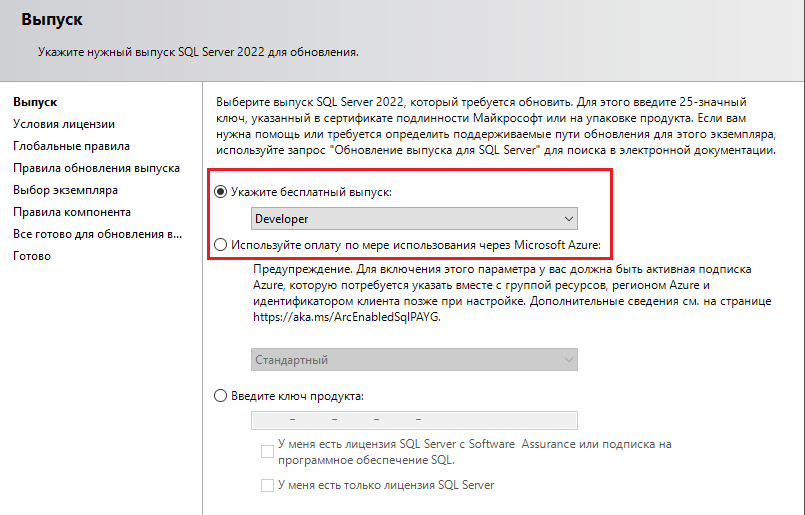 Выпуск
Укажите нужный выпуск SQL Server 2022 для обновления.
Выпуск
Условия лицензии
Глобальные правила
Правила обновления выпуска
Выбор экземпляра
Правила компонента
Все готово для обновления в...
Готово
Выберите выпуск SQL Server 2022, который требуется обновить. Для этого введите 25-значный
ключ, указанный в сертификате подлинности Майкрософт или на упаковке продукта. Если вам
нужна помощь или требуется определить поддерживаемые пути обновления для этого экземпляра,
используйте запрос "Обновление выпуска для SQL Server" для поиска в электронной документации.
Укажите бесплатный выпуск:
Developer
Используйте оплату по мере использования через Microsoft Azure:
Предупреждение. Для включения этого параметра у вас должна быть активная подписка
Azure, которую потребуется указать вместе с группой ресурсов, регионом Azure и
идентификатором клиента позже при настройке. Дополнительные сведения см. на странице
https://aka.ms/ArcEnabledSqlPAYG.
Стандартный
Введите ключ продукта:
– – – –
У меня есть лицензия SQL Server с Software Assurance или подписка на
программное обеспечение SQL.
У меня есть только лицензия SQL Server